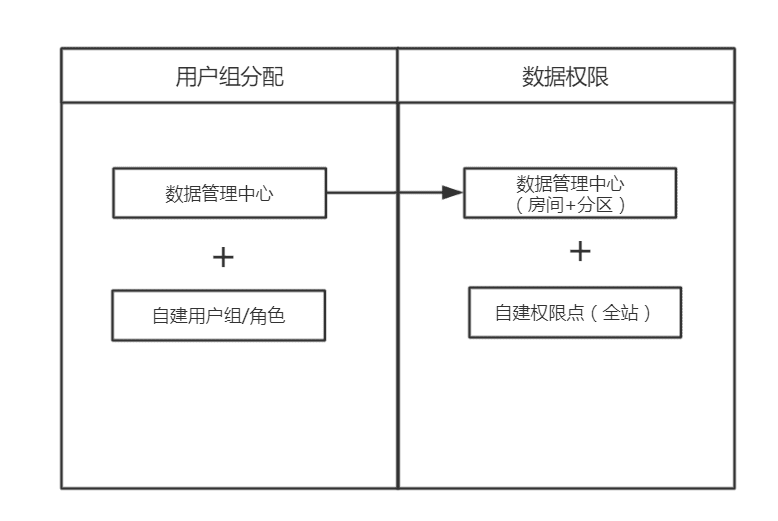 用户组分配
数据权限
数据管理中心
数据管理中心
（房间+分区）
+
+
自建用户组/角色
自建权限点（全站）